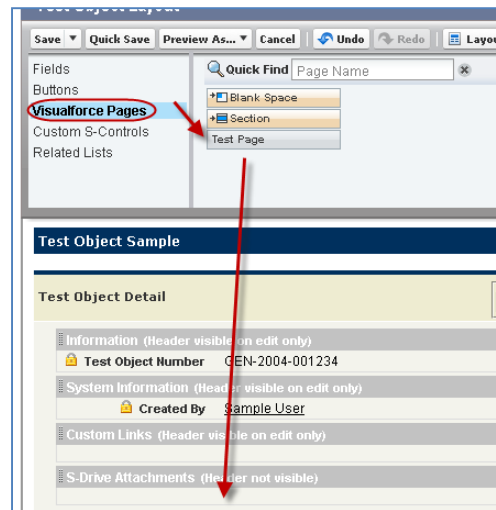 Test Object Layout
Save Quick Save Preview As... Cancel Undo Redo
Fields
Quick Find Page Name
Buttons
Blank Space
Visualforce Pages
Section
Custom S-Controls
Test Page
Related Lists
Test Object Sample
Test Object Detail
Information (Header visible on edit only)
Test Object Number GEN-2004-001234
System Information (Header visible on edit only)
Created By Sample User
Custom Links (Header visible on edit only)
S-Drive Attachments (Header not visible)